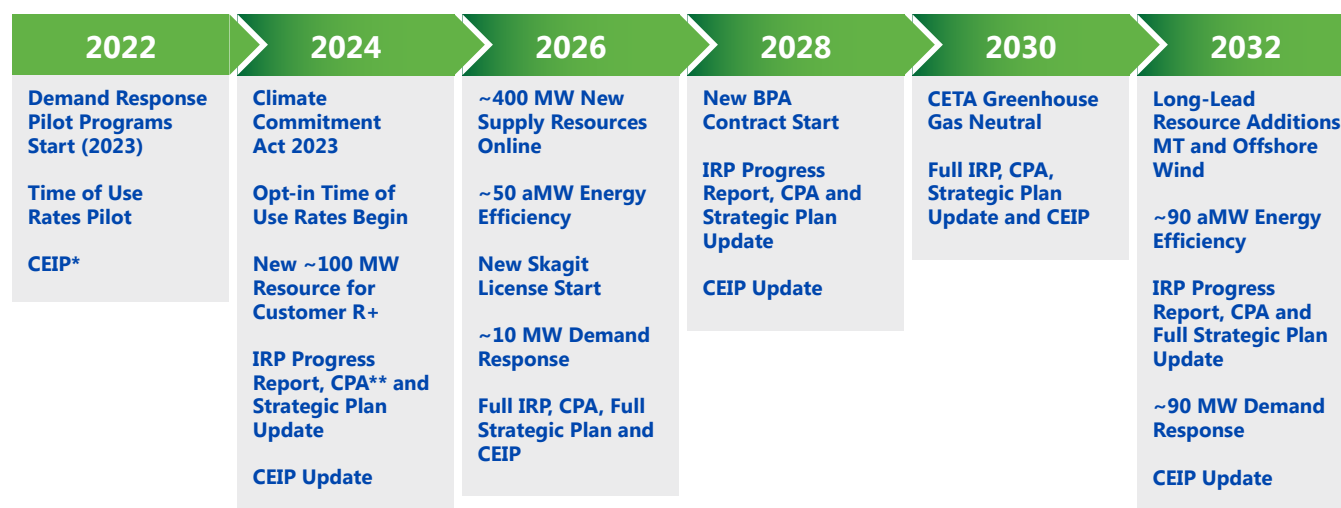 2022
Demand Response
Pilot Programs
Start (2023)
Time of Use
Rates Pilot
CEIP*
2024
Climate
Commitment
Act 2023
Opt-in Time of
Use Rates Begin
New ~100 MW
Resource for
Customer R+
IRP Progress
Report, CPA** and
Strategic Plan
Update
CEIP Update
2026
~400 MW New
Supply Resources
Online
~50 aMW Energy
Efficiency
New Skagit
License Start
~10 MW Demand
Response
Full IRP, CPA, Full
Strategic Plan and
CEIP
2028
New BPA
Contract Start
IRP Progress
Report, CPA and
Strategic Plan
Update
CEIP Update
2030
CETA Greenhouse
Gas Neutral
Full IRP, CPA,
Strategic Plan
Update and CEIP
2032
Long-Lead
Resource Additions
MT and Offshore
Wind
~90 aMW Energy
Efficiency
IRP Progress
Report, CPA and
Full Strategic Plan
Update
~90 MW Demand
Response
CEIP Update